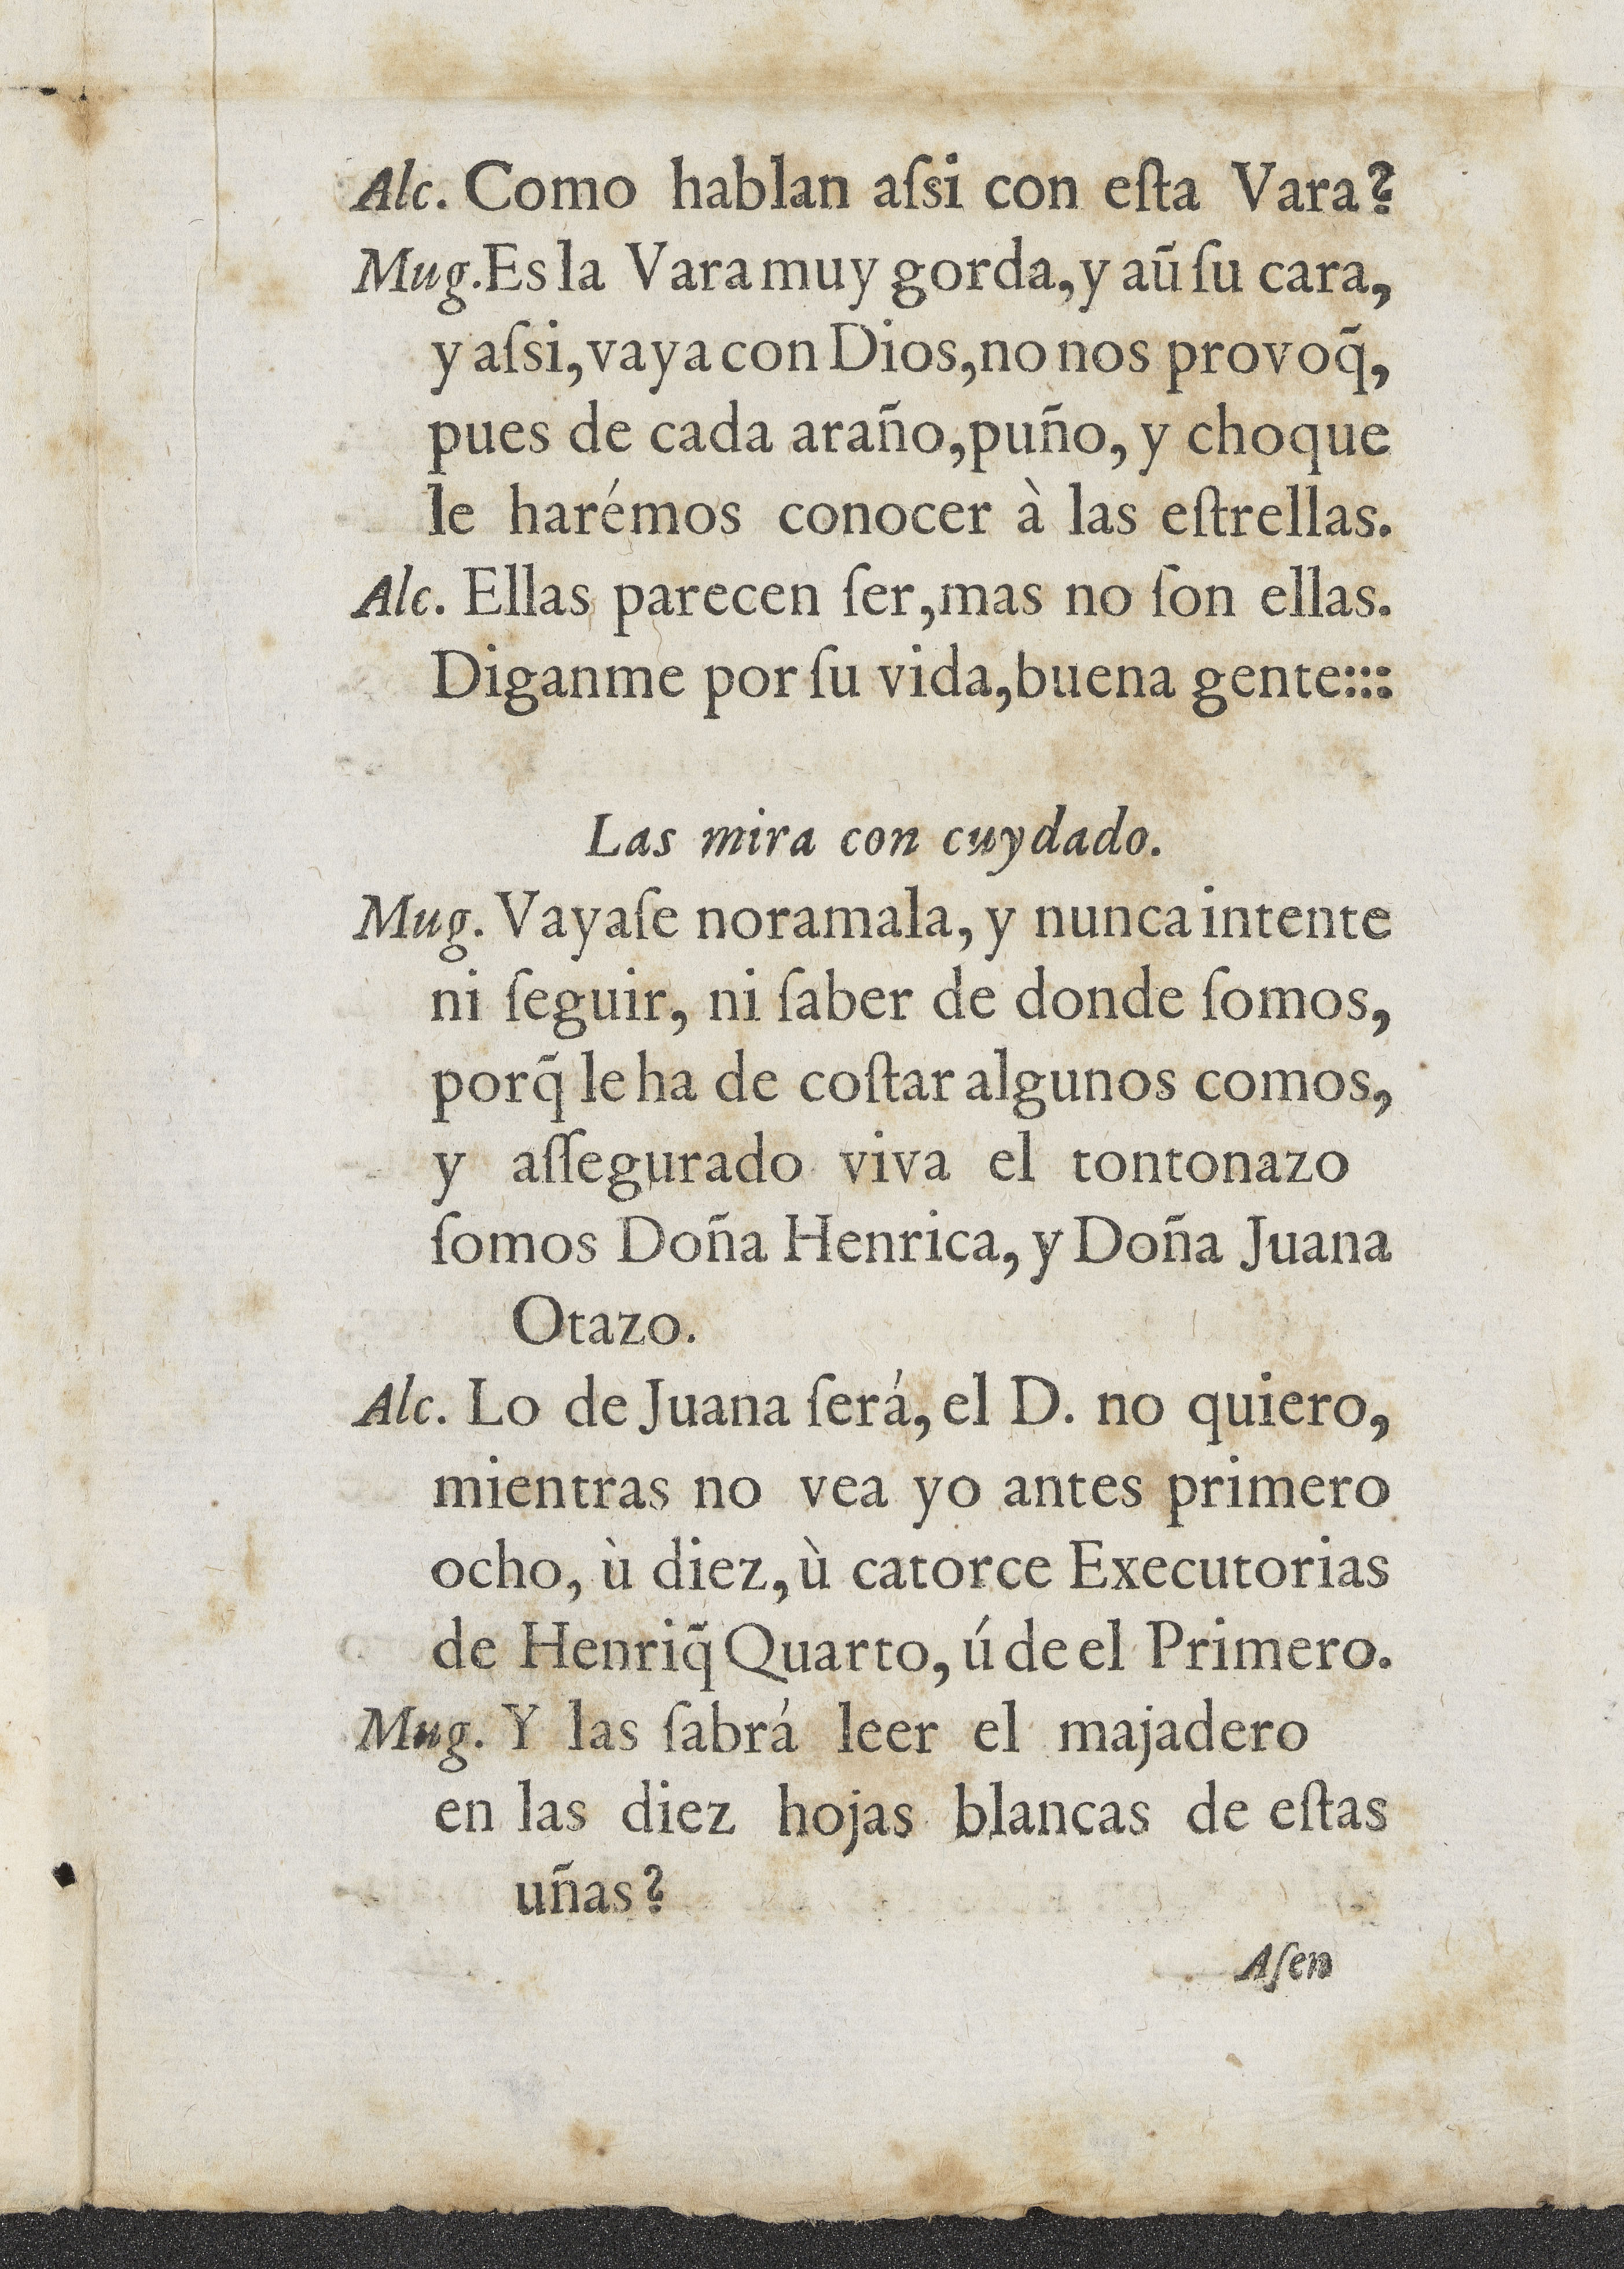 Alc. Como hablan aſsi con eſta Vara?
Mug. Es la Vara muy gorda, y aũ ſu cara,
y aſsi, vaya con Dios, no nos provoq̃,
pues de cada araño, puño, y choque
le harémos conocer à las eſtrellas.
Alc. Ellas parecen ſer, mas no ſon ellas.
Diganme por ſu vida, buena gente:::
Las mira con cuydado.
Mug. Vayaſe noramala, y nunca intente
ni ſeguir, ni ſaber de donde ſomos,
porq̃ le ha de coſtar algunos comos,
y aſſegurado viva el tontonazo
ſomos Doña Henrica, y Doña Juana
Otazo.
Alc. Lo de Juana ſerá, el D. no quiero,
mientras no vea yo antes primero
ocho, ù diez, ù catorce Executorias
de Henriq̃ Quarto, ú de el Primero.
Mug. Y las ſabrá leer el majadero
en las diez hojas blancas de eſtas
uñas?
Aſen